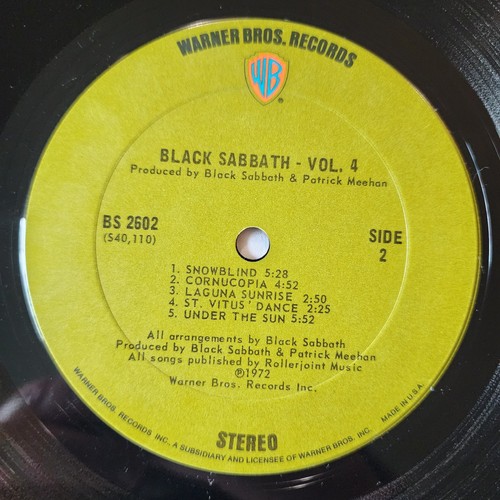 WARNER BROS. RECORDS
WB
®
BLACK SABBATH - VOL. 4
Produced by Black Sabbath & Patrick Meehan
BS 2602
(S40,110)
SIDE
2
1. SNOWBLIND 5:28
2. CORNUCOPIA 4:52
3. LAGUNA SUNRISE 2:50
4. ST. VITUS' DANCE 2:25
5. UNDER THE SUN 5:52
All arrangements by Black Sabbath
Produced by Black Sabbath & Patrick Meehan
All songs published by Rollerjoint Music
℗1972
Warner Bros. Records Inc.
STEREO
WARNER BROS. RECORDS INC. A SUBSIDIARY AND LICENSEE OF WARNER BROS. INC. MADE IN U.S.A.